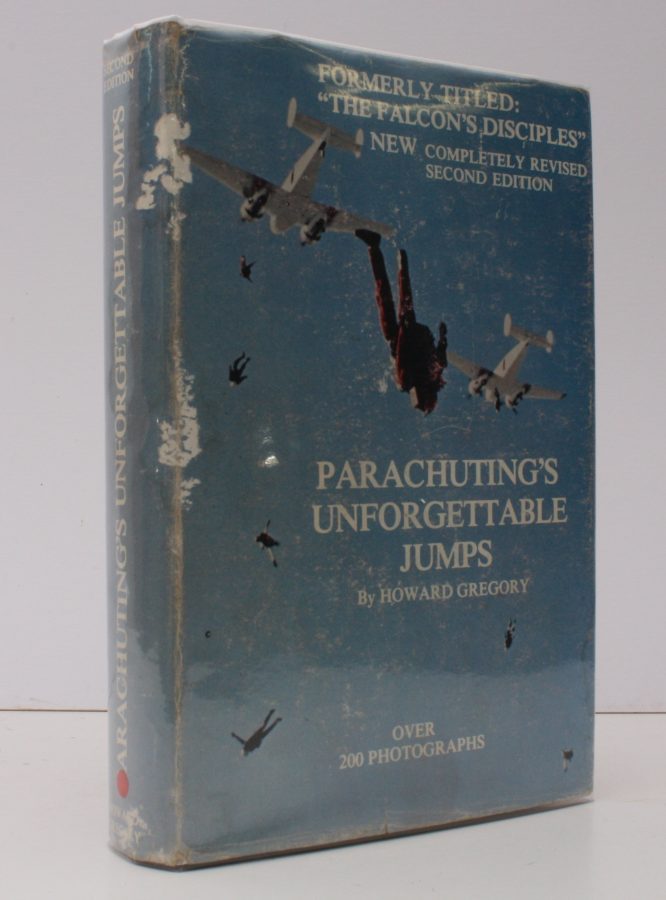 FORMERLY TITLED:
"THE FALCON'S DISCIPLES"
NEW COMPLETELY REVISED
SECOND EDITION
PARACHUTING'S
UNFORGETTABLE
JUMPS
By HOWARD GREGORY
OVER
200 PHOTOGRAPHS
SECOND
EDITION
ARACHUTING'S UNFORGETTABLE JUMPS